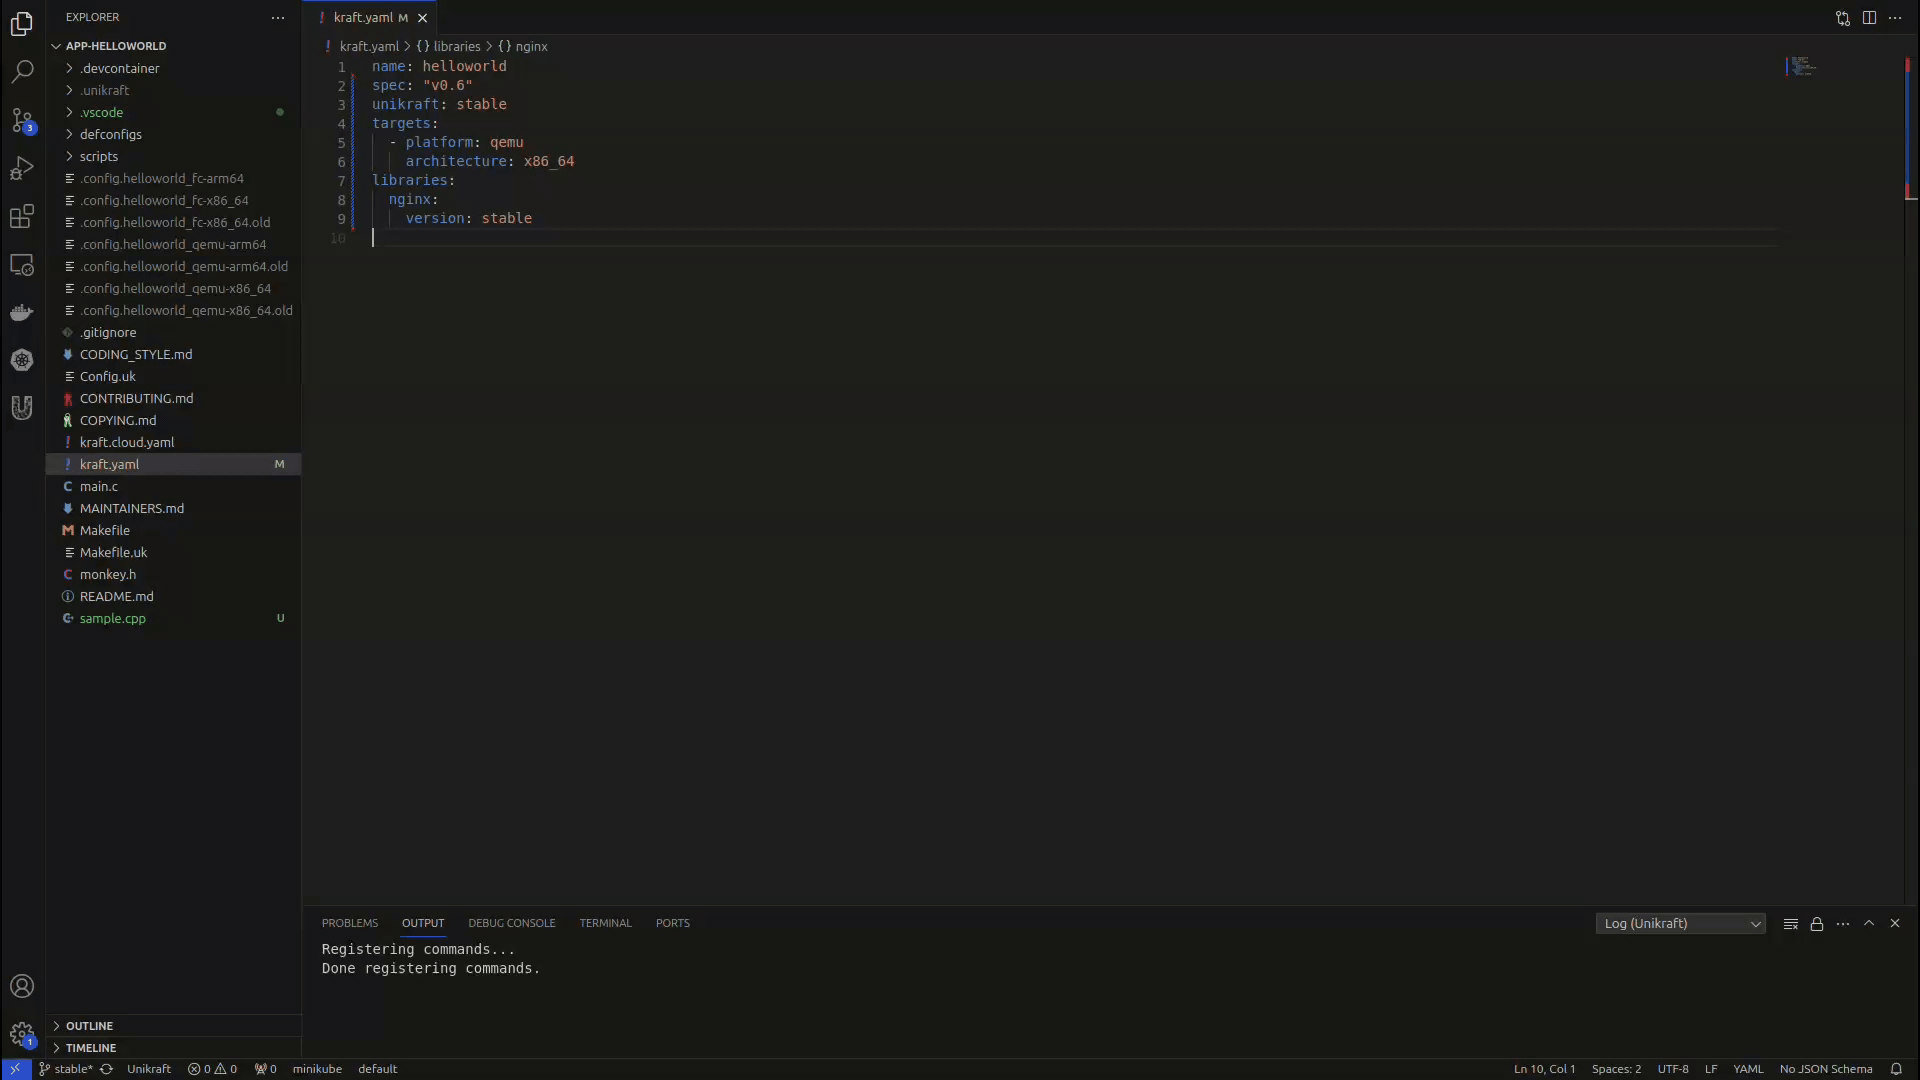 EXPLORER
APP-HELLOWORLD
.devcontainer
.unikraft
.vscode
defconfigs
scripts
.config.helloworld_fc-arm64
.config.helloworld_fc-x86_64
.config.helloworld_fc-x86_64.old
.config.helloworld_qemu-arm64
.config.helloworld_qemu-arm64.old
.config.helloworld_qemu-x86_64
.config.helloworld_qemu-x86_64.old
.gitignore
CODING_STYLE.md
Config.uk
CONTRIBUTING.md
COPYING.md
kraft.cloud.yaml
kraft.yaml M
main.c
MAINTAINERS.md
Makefile
Makefile.uk
monkey.h
README.md
sample.cpp U
OUTLINE
TIMELINE
3
1
kraft.yaml M
kraft.yaml > {} libraries > {} nginx
1 name: helloworld
2 spec: "v0.6"
3 unikraft: stable
4 targets:
5 - platform: qemu
6 architecture: x86_64
7 libraries:
8 nginx:
9 version: stable
10
PROBLEMS OUTPUT DEBUG CONSOLE TERMINAL PORTS Log (Unikraft)
Registering commands...
Done registering commands.
stable* Unikraft 0 0 0 minikube default Ln 10, Col 1 Spaces: 2 UTF-8 LF YAML No JSON Schema